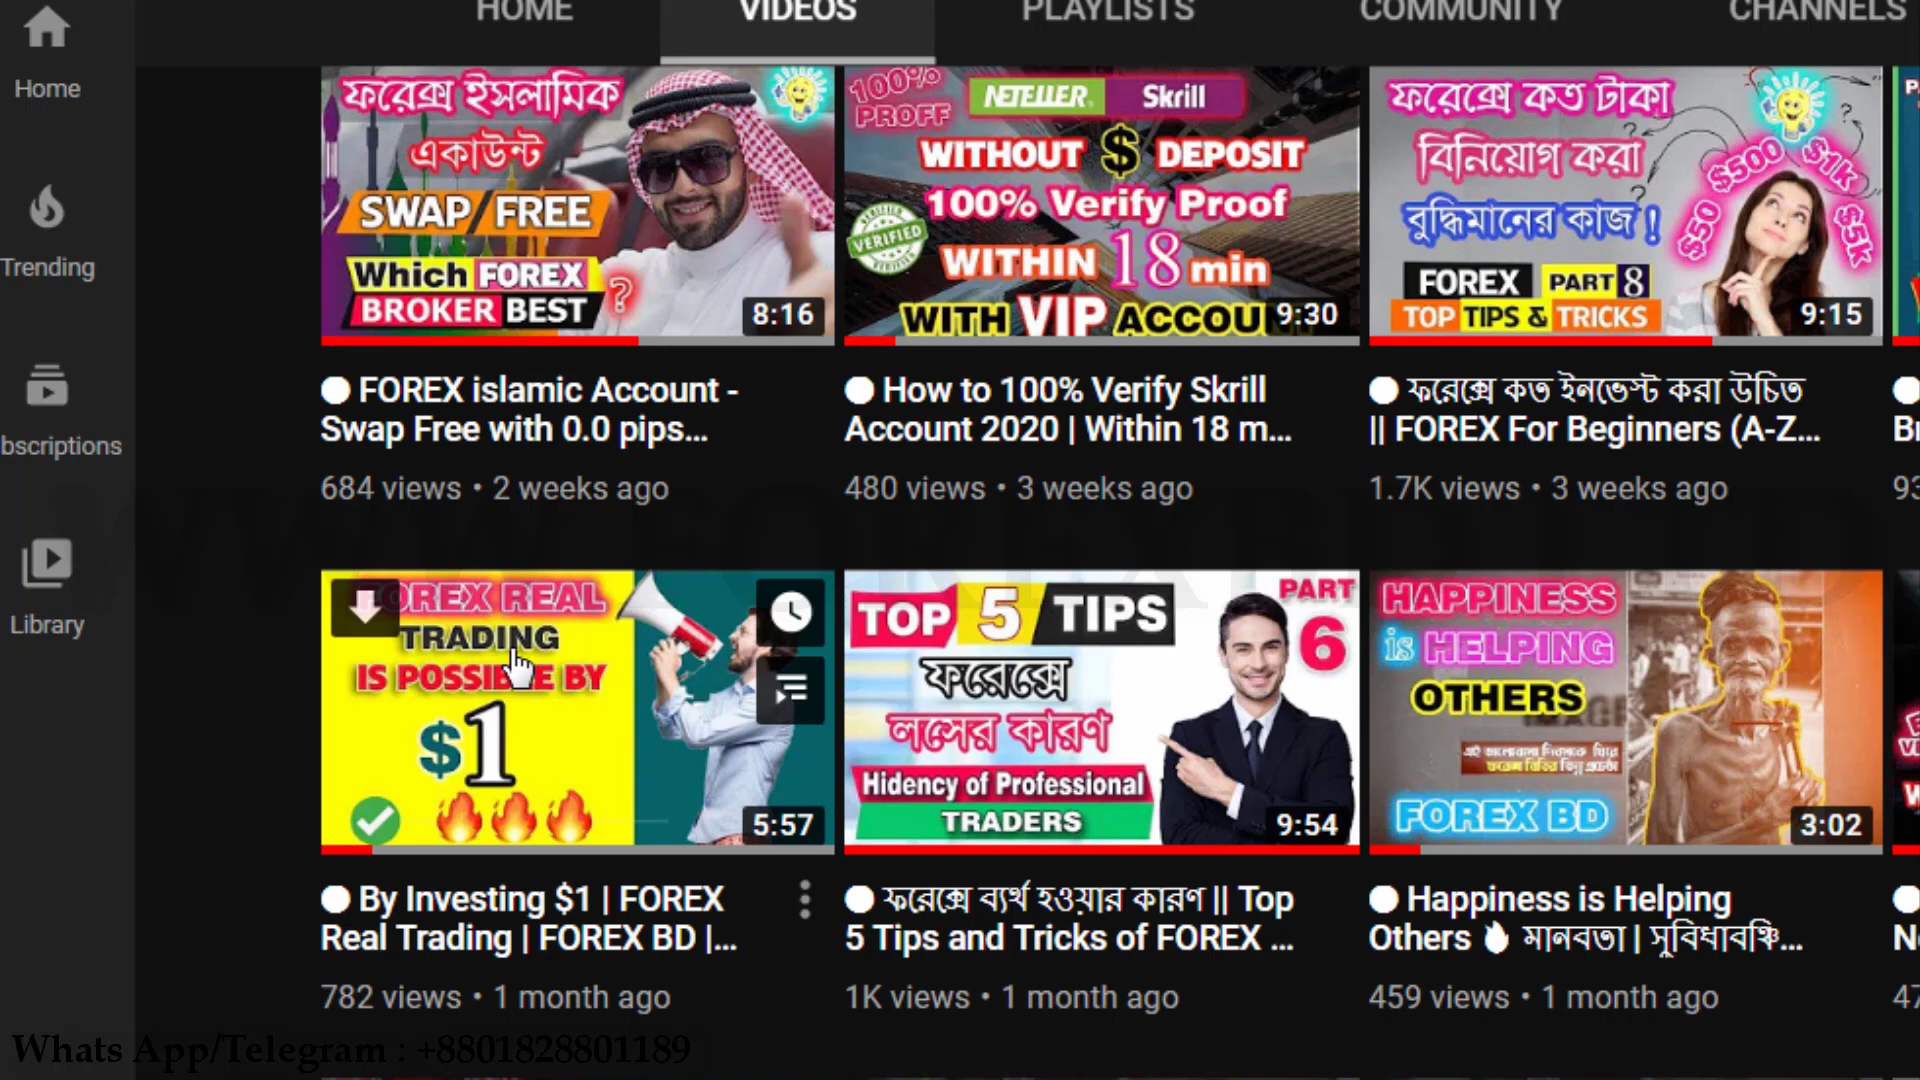 HOME VIDEOS PLAYLISTS COMMUNITY CHANNELS
Home
Trending
bscriptions
Library
ফরেক্স ইসলামিক
একাউন্ট
SWAP/FREE
Which FOREX
BROKER BEST ?
8:16
100%
PROFF
NETELLER Skrill
WITHOUT $ DEPOSIT
100% Verify Proof
VERIFIED
WITHIN 18 min
WITH VIP ACCOU
9:30
ফরেক্সে কত টাকা
বিনিয়োগ করা
বুদ্ধিমানের কাজ !
$50 $500 $1k $5k
FOREX PART 8
TOP TIPS & TRICKS
9:15
FOREX islamic Account -
Swap Free with 0.0 pips...
684 views • 2 weeks ago
How to 100% Verify Skrill
Account 2020 | Within 18 m...
480 views • 3 weeks ago
ফরেক্সে কত ইনভেস্ট করা উচিত
|| FOREX For Beginners (A-Z...
1.7K views • 3 weeks ago
OREX REAL
TRADING
IS POSSIBLE BY
$1
5:57
TOP 5 TIPS
PART
6
ফরেক্সে
লসের কারণ
Hidency of Professional
TRADERS
9:54
HAPPINESS
is HELPING
OTHERS
FOREX BD
3:02
By Investing $1 | FOREX
Real Trading | FOREX BD |...
782 views • 1 month ago
ফরেক্সে ব্যর্থ হওয়ার কারণ || Top
5 Tips and Tricks of FOREX ...
1K views • 1 month ago
Happiness is Helping
Others মানবতা | সুবিধাবঞ্চি...
459 views • 1 month ago
Whats App/Telegram : +8801828801189